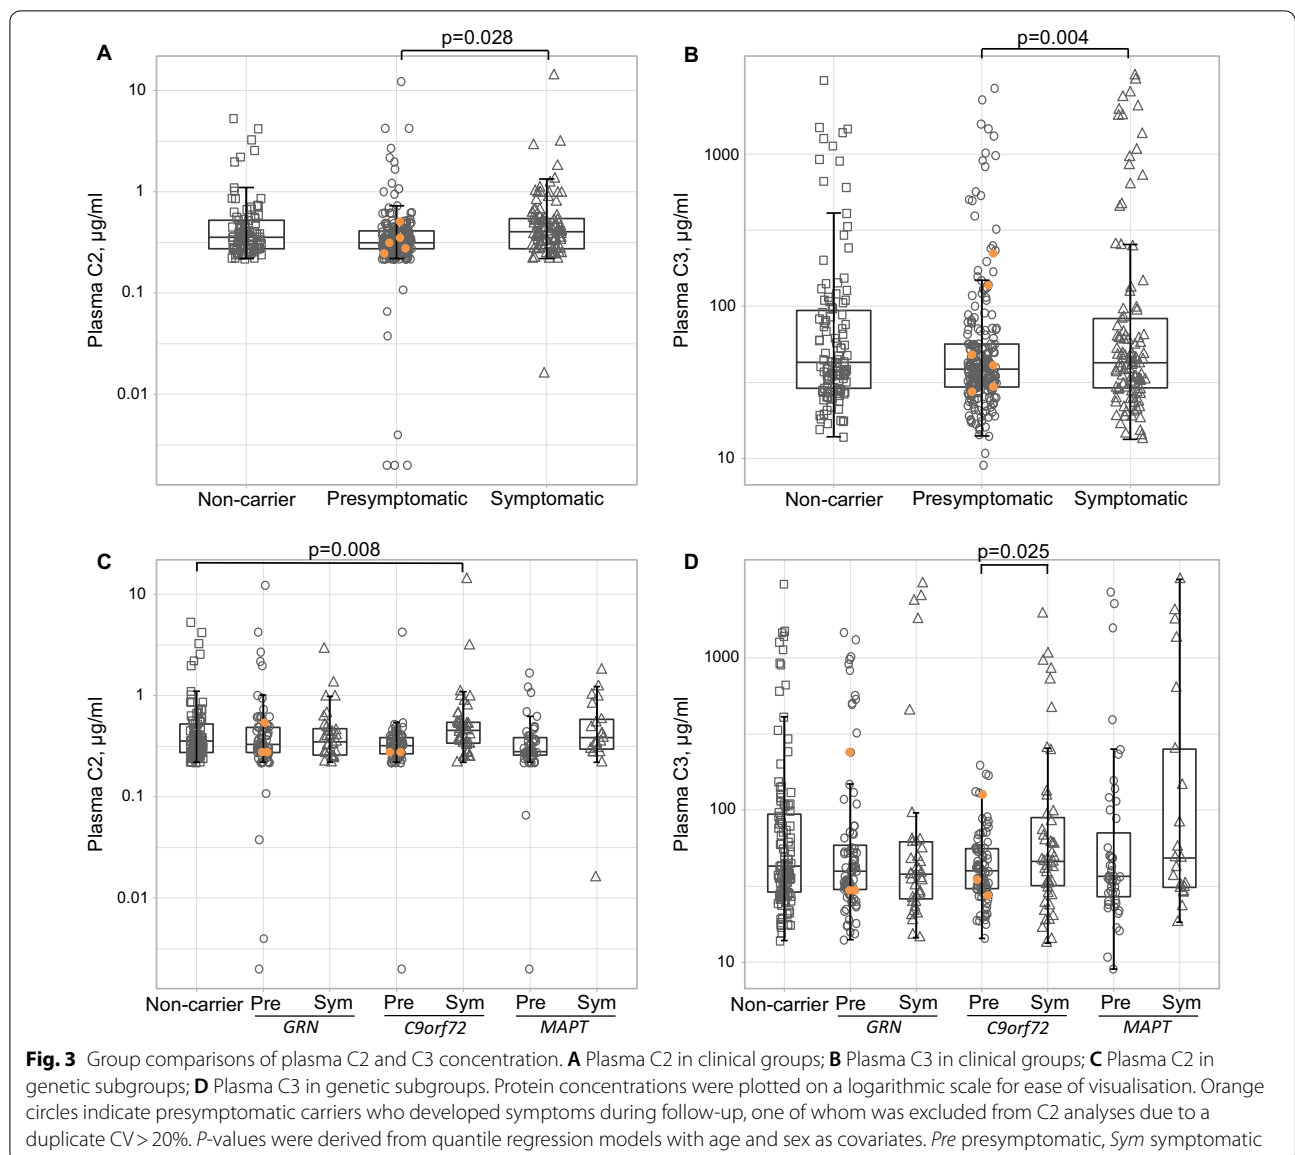 A
p=0.028
Plasma C2, µg/ml
10
1
0.1
0.01
Non-carrier Presymptomatic Symptomatic
B
p=0.004
Plasma C3, µg/ml
1000
100
10
Non-carrier Presymptomatic Symptomatic
C
p=0.008
Plasma C2, µg/ml
10
1
0.1
0.01
Non-carrier Pre Sym Pre Sym Pre Sym
GRN C9orf72 MAPT
D
p=0.025
Plasma C3, µg/ml
1000
100
10
Non-carrier Pre Sym Pre Sym Pre Sym
GRN C9orf72 MAPT
Fig. 3 Group comparisons of plasma C2 and C3 concentration. A Plasma C2 in clinical groups; B Plasma C3 in clinical groups; C Plasma C2 in
genetic subgroups; D Plasma C3 in genetic subgroups. Protein concentrations were plotted on a logarithmic scale for ease of visualisation. Orange
circles indicate presymptomatic carriers who developed symptoms during follow-up, one of whom was excluded from C2 analyses due to a
duplicate CV > 20%. P-values were derived from quantile regression models with age and sex as covariates. Pre presymptomatic, Sym symptomatic